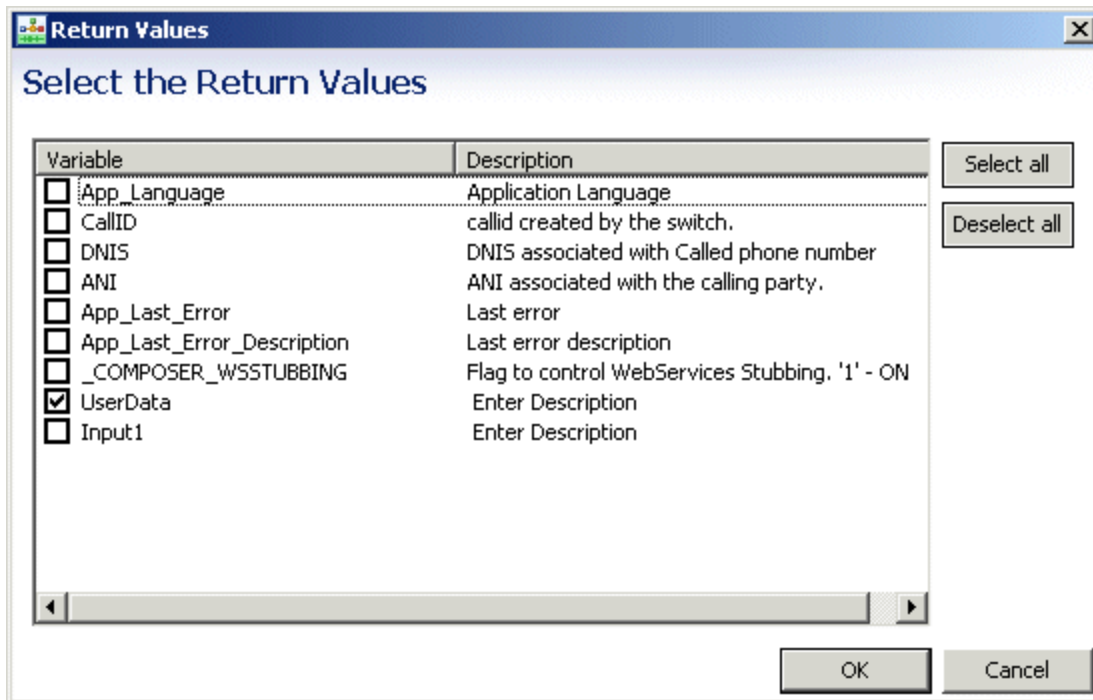 Return Values
Select the Return Values
Variable Description
App_Language Application Language
CallID callid created by the switch.
DNIS DNIS associated with Called phone number
ANI ANI associated with the calling party.
App_Last_Error Last error
App_Last_Error_Description Last error description
_COMPOSER_WSSTUBBING Flag to control WebServices Stubbing. '1' - ON
UserData Enter Description
Input1 Enter Description
Select all
Deselect all
OK Cancel